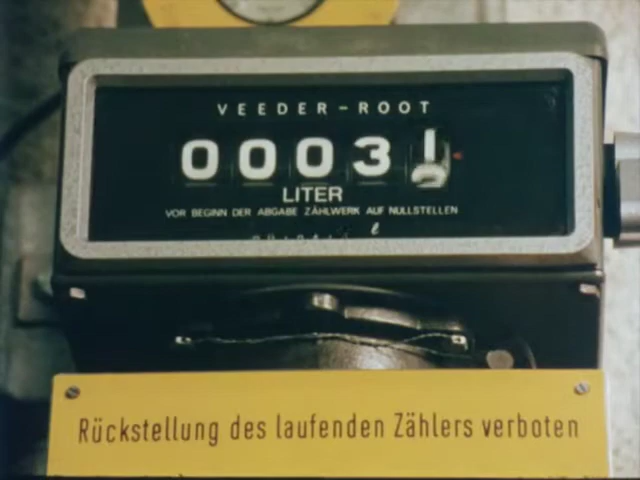 VEEDER-ROOT
0003
LITER
VOR BEGINN DER ABGABE ZÄHLWERK AUF NULLSTELLEN
Rückstellung des laufenden Zählers verboten